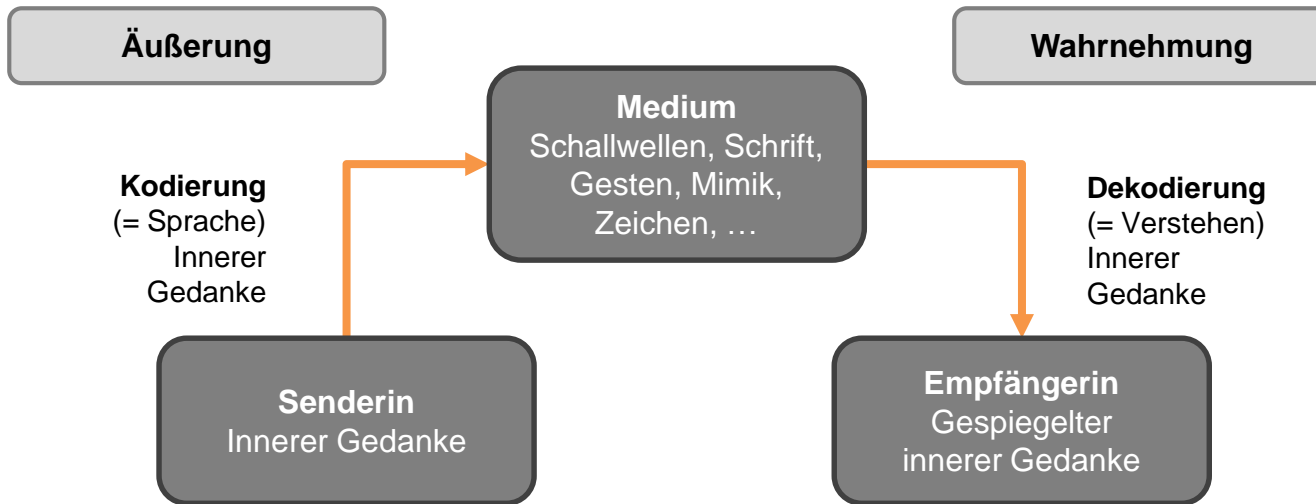 Äußerung
Wahrnehmung
Medium
Schallwellen, Schrift,
Gesten, Mimik,
Zeichen, …
Kodierung
(= Sprache)
Innerer
Gedanke
Dekodierung
(= Verstehen)
Innerer
Gedanke
Senderin
Innerer Gedanke
Empfängerin
Gespiegelter
innerer Gedanke